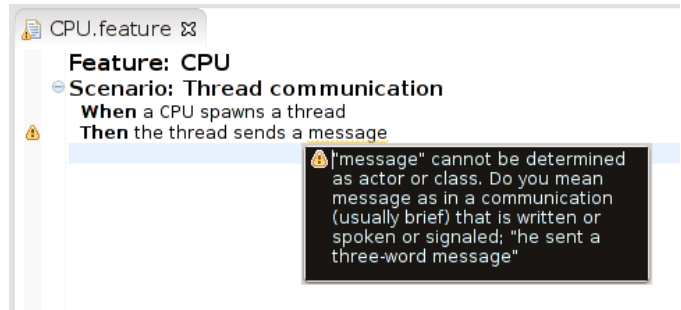 CPU.feature
Feature: CPU
Scenario: Thread communication
When a CPU spawns a thread
Then the thread sends a message
"message" cannot be determined
as actor or class. Do you mean
message as in a communication
(usually brief) that is written or
spoken or signaled; "he sent a
three-word message"